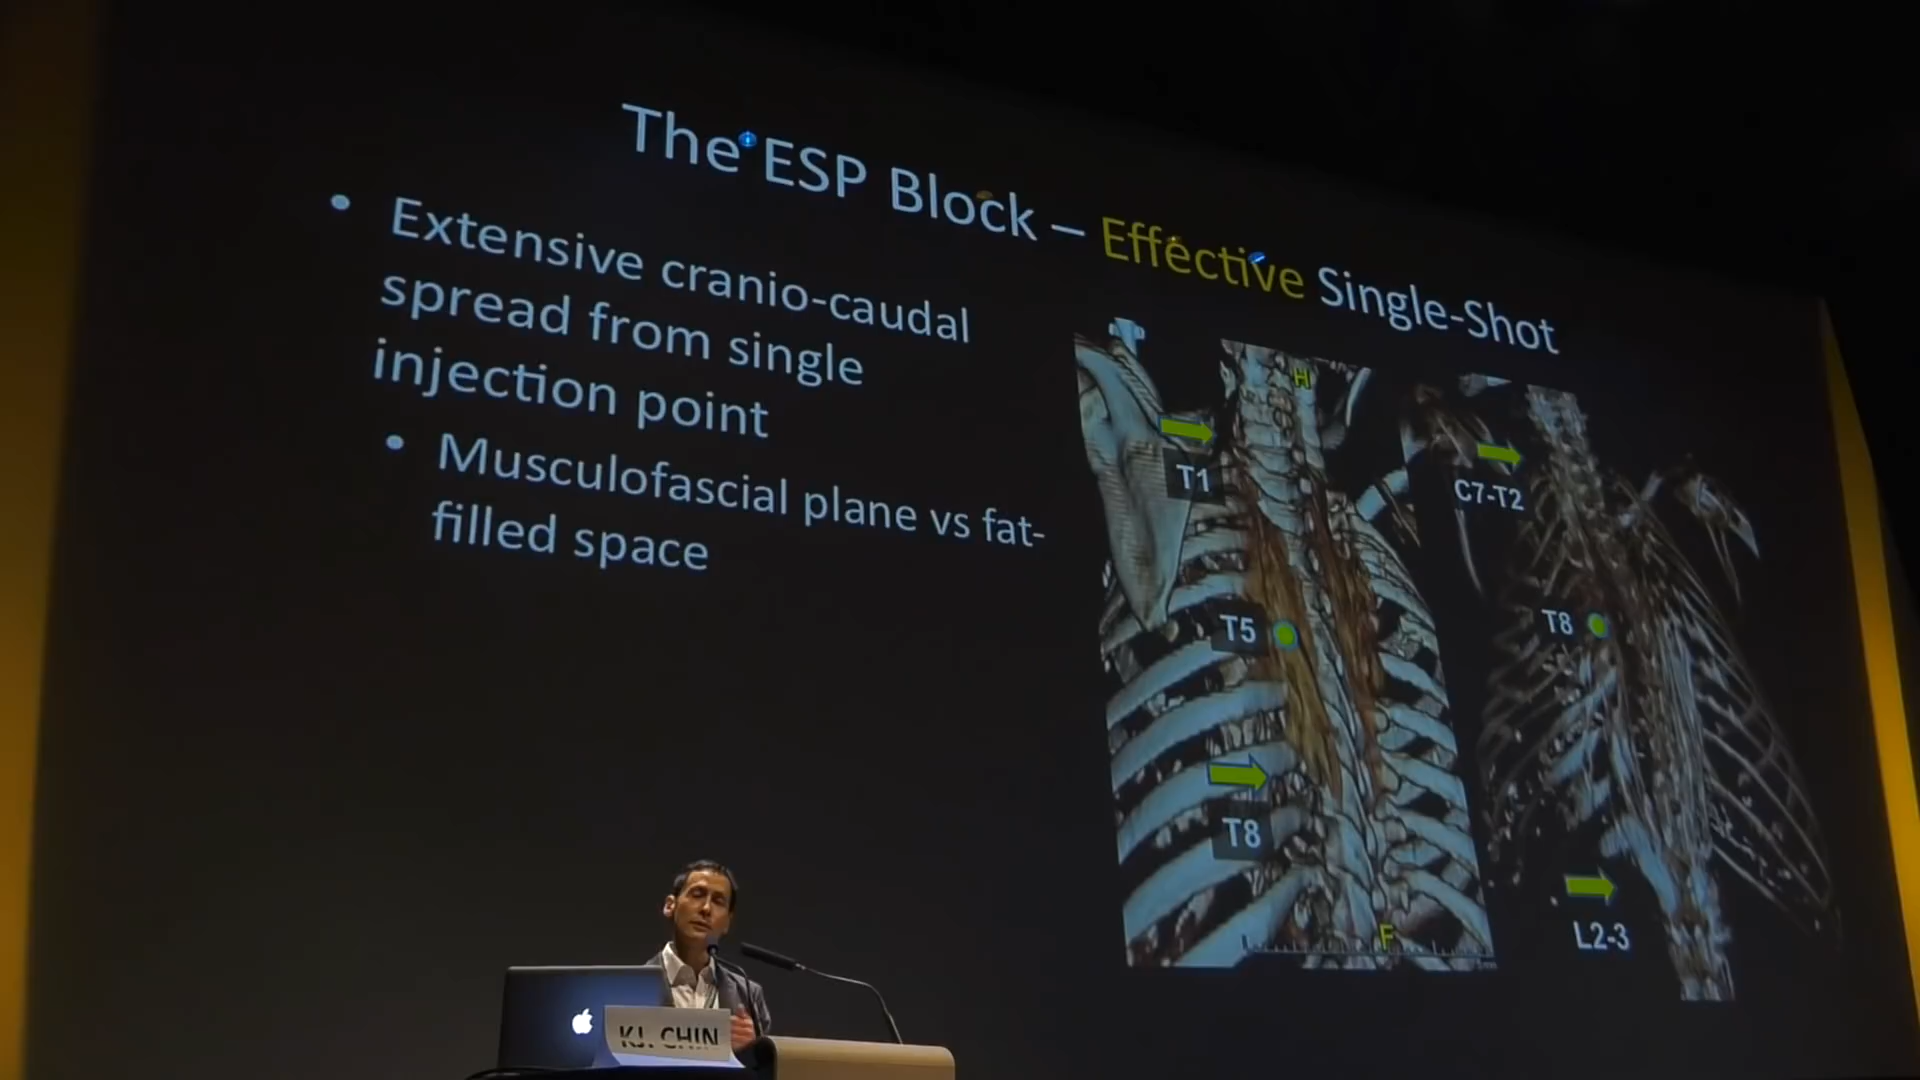 The ESP Block – Effective Single-Shot
• Extensive cranio-caudal
spread from single
injection point
• Musculofascial plane vs fat-
filled space
H
T1
T5
T8
F
C7-T2
T8
L2-3
KJ. CHIN